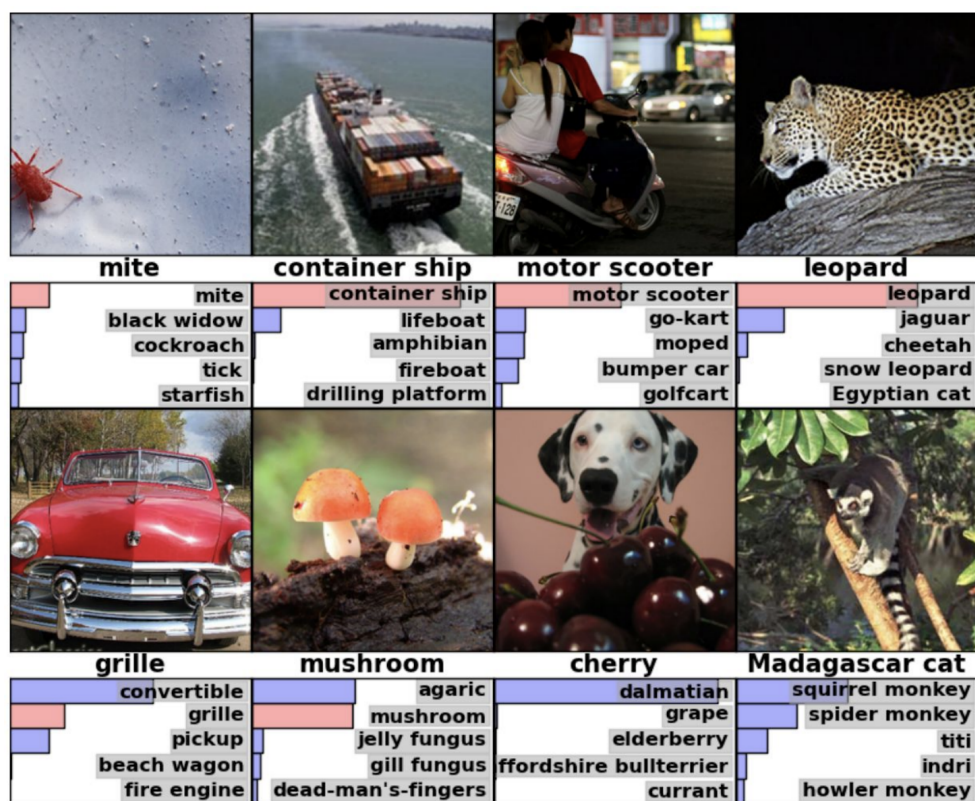 mite
container ship
motor scooter
leopard
mite
black widow
cockroach
tick
starfish
container ship
lifeboat
amphibian
fireboat
drilling platform
motor scooter
go-kart
moped
bumper car
golfcart
leopard
jaguar
cheetah
snow leopard
Egyptian cat
grille
mushroom
cherry
Madagascar cat
convertible
grille
pickup
beach wagon
fire engine
agaric
mushroom
jelly fungus
gill fungus
dead-man's-fingers
dalmatian
grape
elderberry
ffordshire bullterrier
currant
squirrel monkey
spider monkey
titi
indri
howler monkey